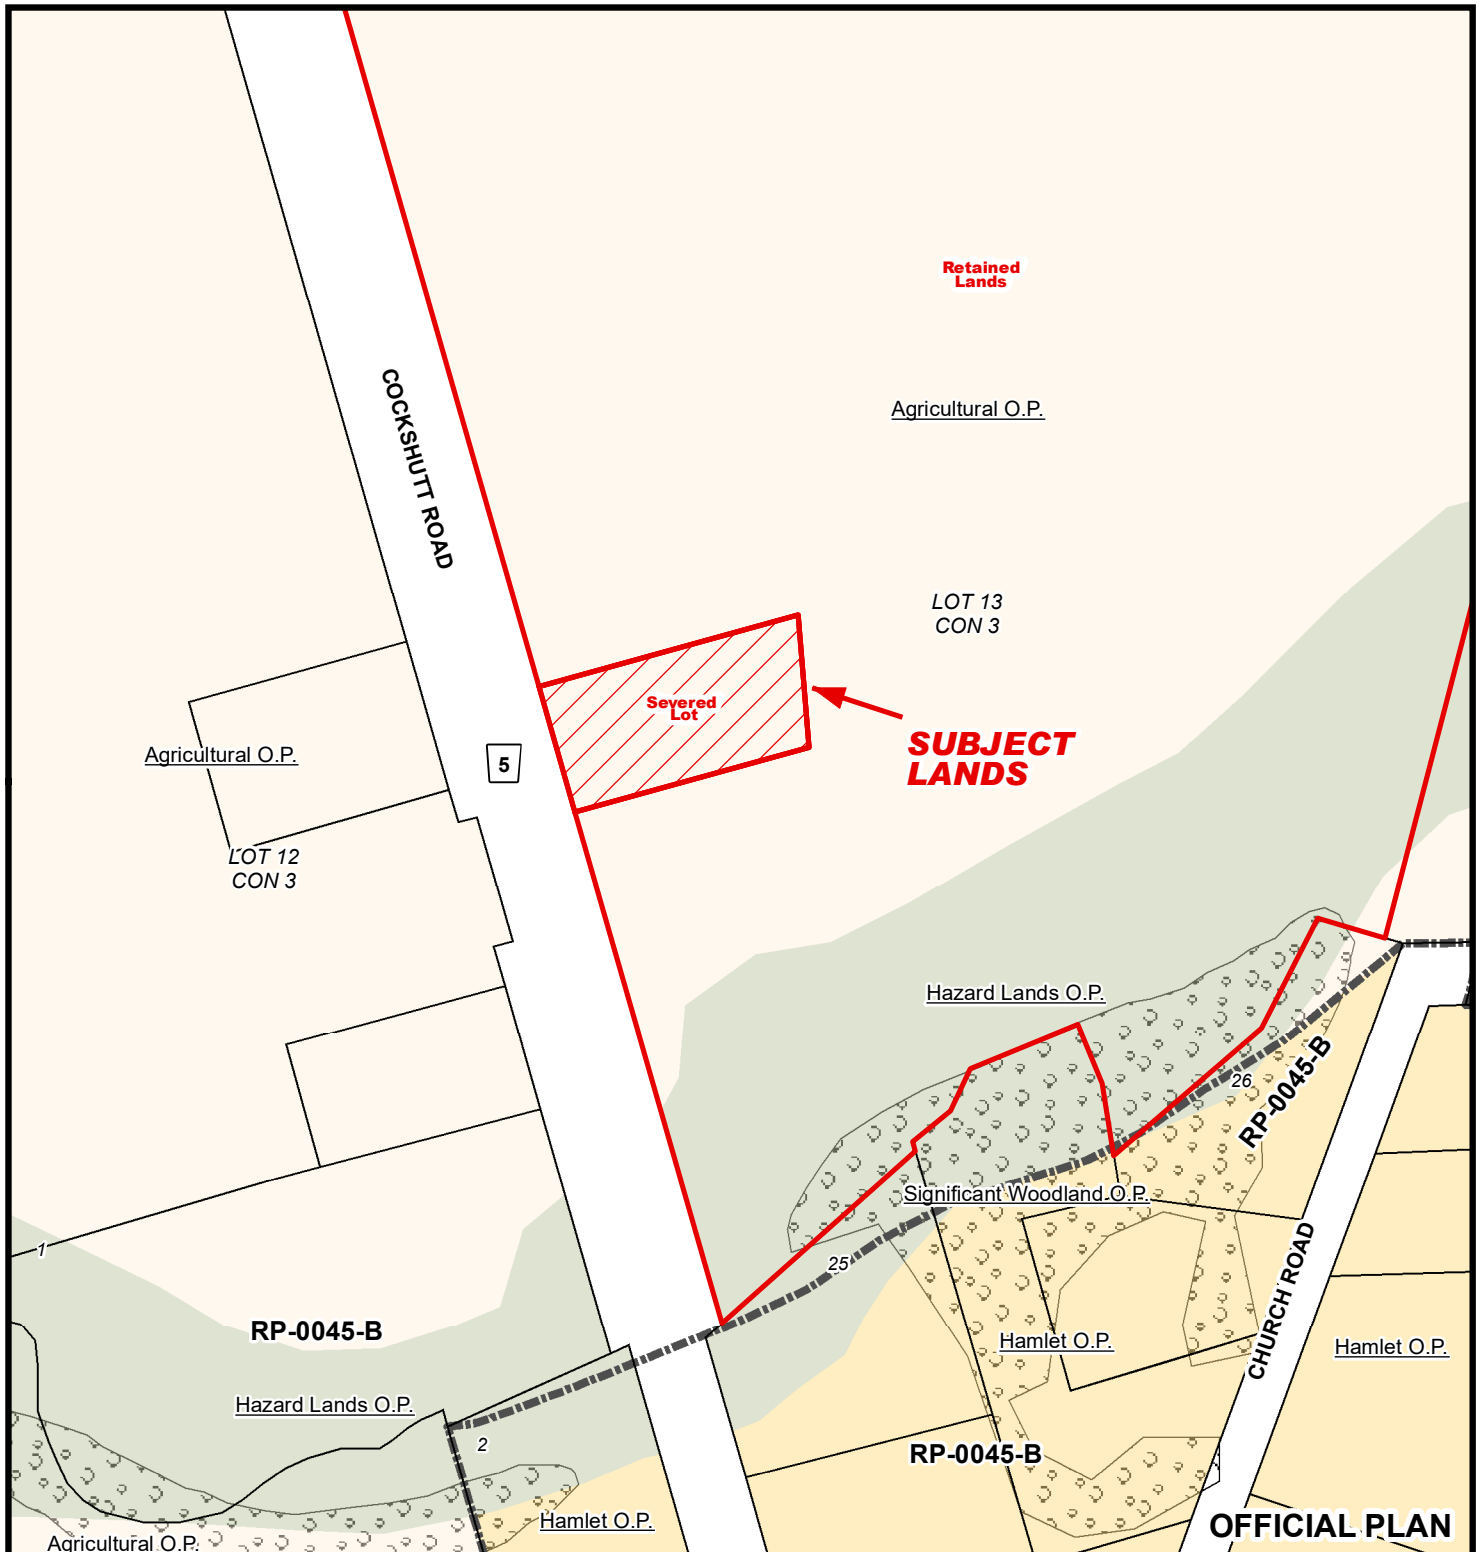 Retained
Lands
Agricultural O.P.
COCKSHUTT ROAD
LOT 13
CON 3
Severed
Lot
SUBJECT
LANDS
Agricultural O.P.
5
LOT 12
CON 3
Hazard Lands O.P.
26
RP-0045-B
Significant Woodland O.P.
1
25
CHURCH ROAD
RP-0045-B
Hamlet O.P.
Hamlet O.P.
Hazard Lands O.P.
2
RP-0045-B
Hamlet O.P.
OFFICIAL PLAN
Agricultural O.P.